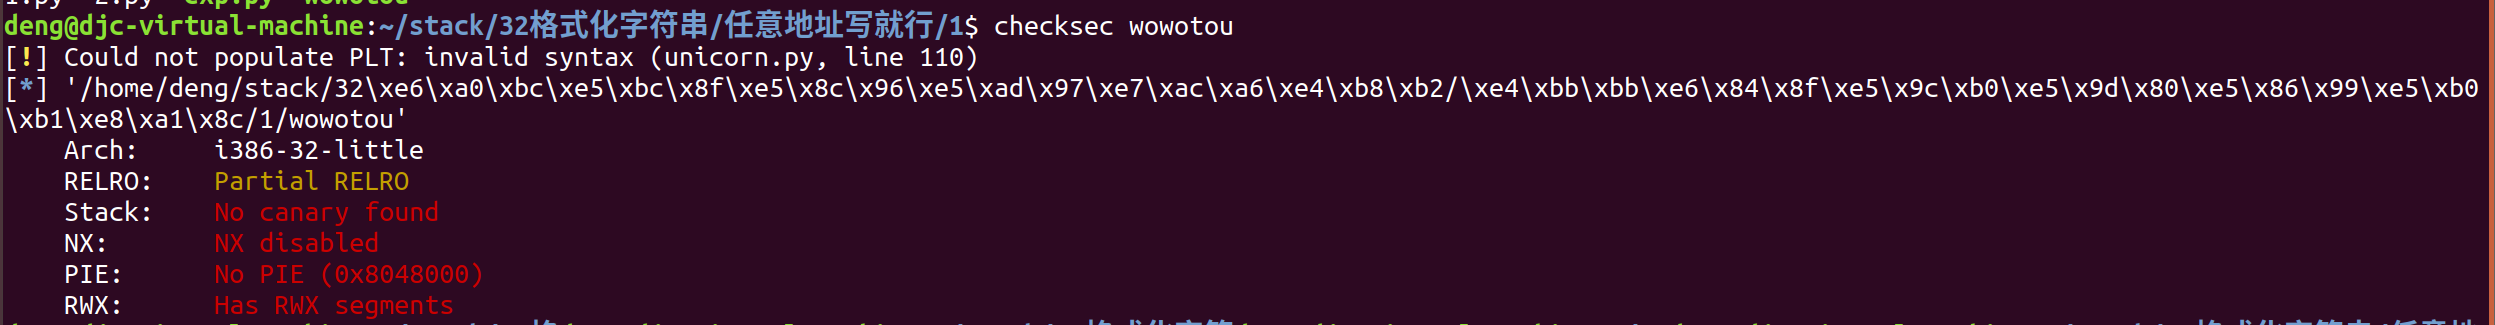 1.py  2.py  exp.py  wowotou
deng@djc-virtual-machine:~/stack/32格式化字符串/任意地址写就行/1$ checksec wowotou
[!] Could not populate PLT: invalid syntax (unicorn.py, line 110)
[*] '/home/deng/stack/32\xe6\xa0\xbc\xe5\xbc\x8f\xe5\x8c\x96\xe5\xad\x97\xe7\xac\xa6\xe4\xb8\xb2/\xe4\xbb\xbb\xe6\x84\x8f\xe5\x9c\xb0\xe5\x9d\x80\xe5\x86\x99\xe5\xb0
\xb1\xe8\xa1\x8c/1/wowotou'
Arch:     i386-32-little
RELRO:    Partial RELRO
Stack:    No canary found
NX:       NX disabled
PIE:      No PIE (0x8048000)
RWX:      Has RWX segments